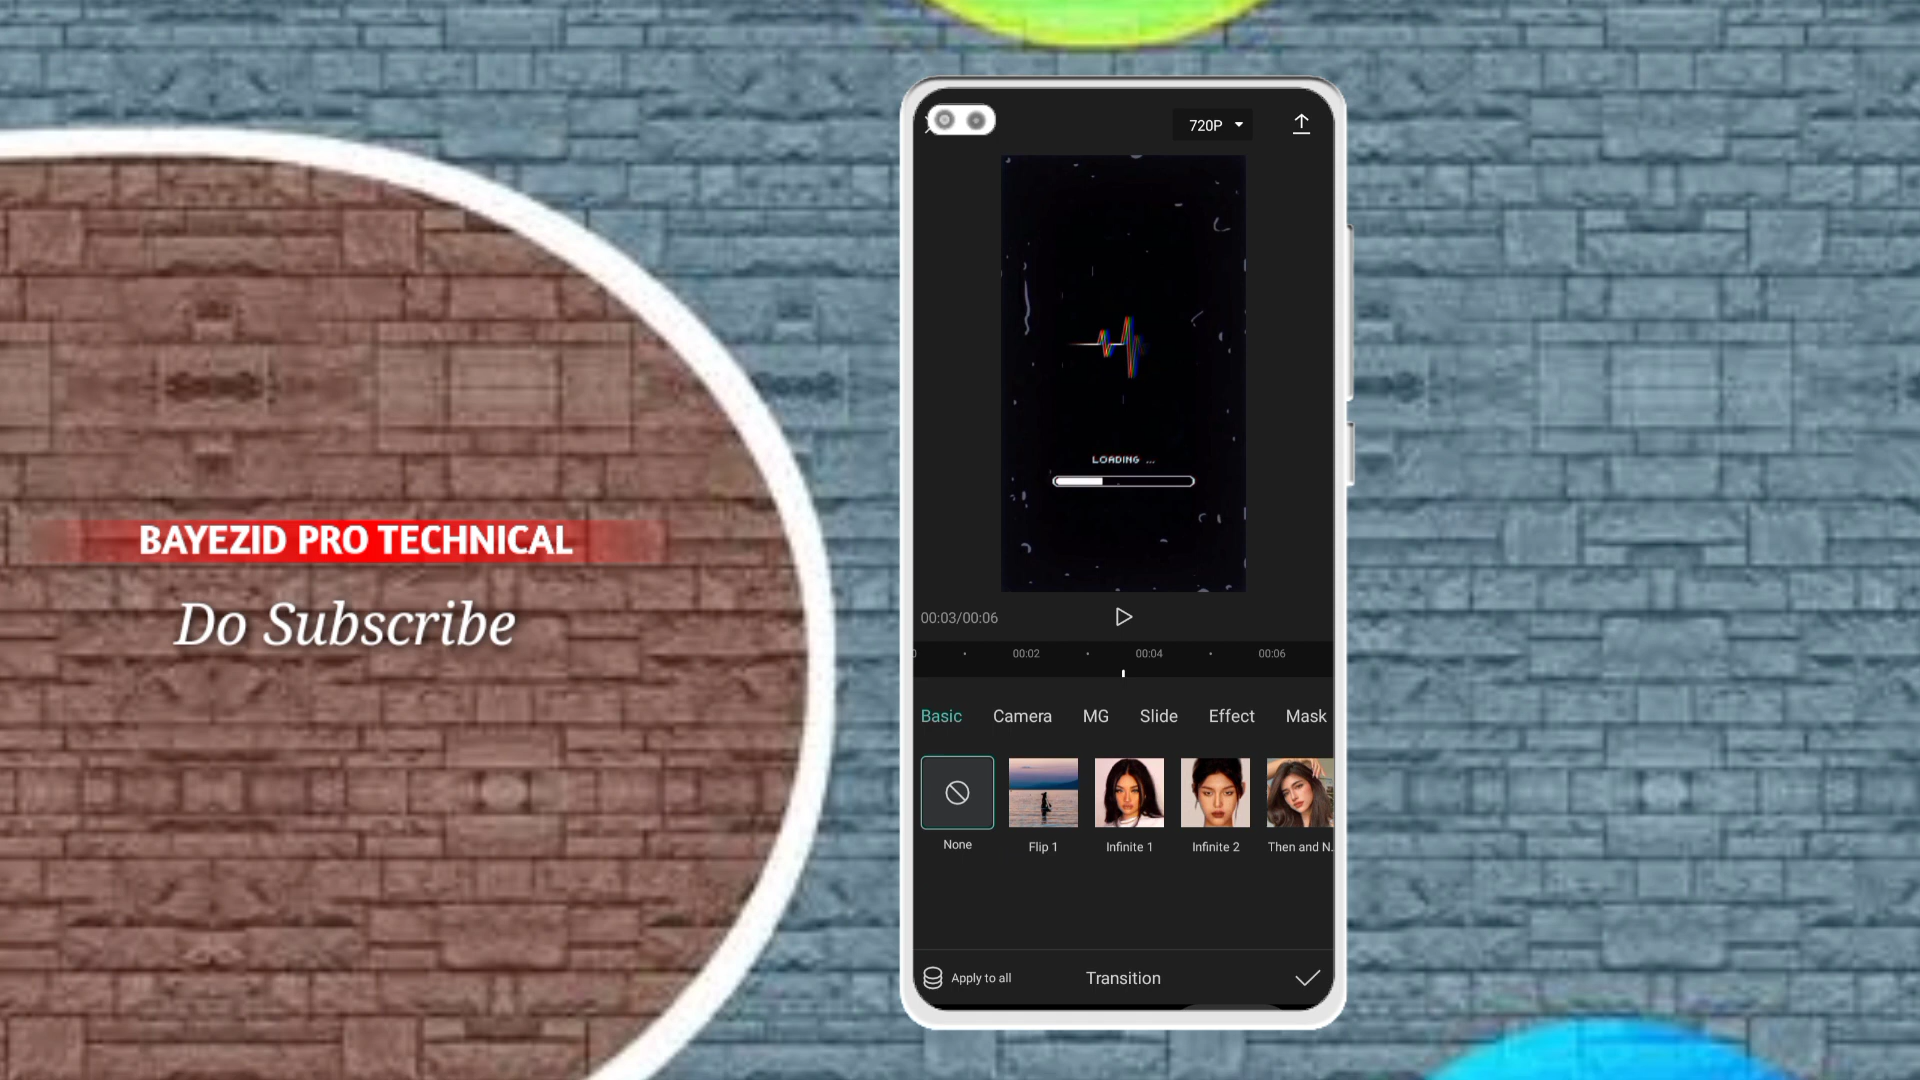 BAYEZID PRO TECHNICAL
Do Subscribe
720P
LOADING ...
00:03/00:06
00:02
00:04
00:06
Basic Camera MG Slide Effect Mask
None Flip 1 Infinite 1 Infinite 2 Then and N.
Apply to all Transition